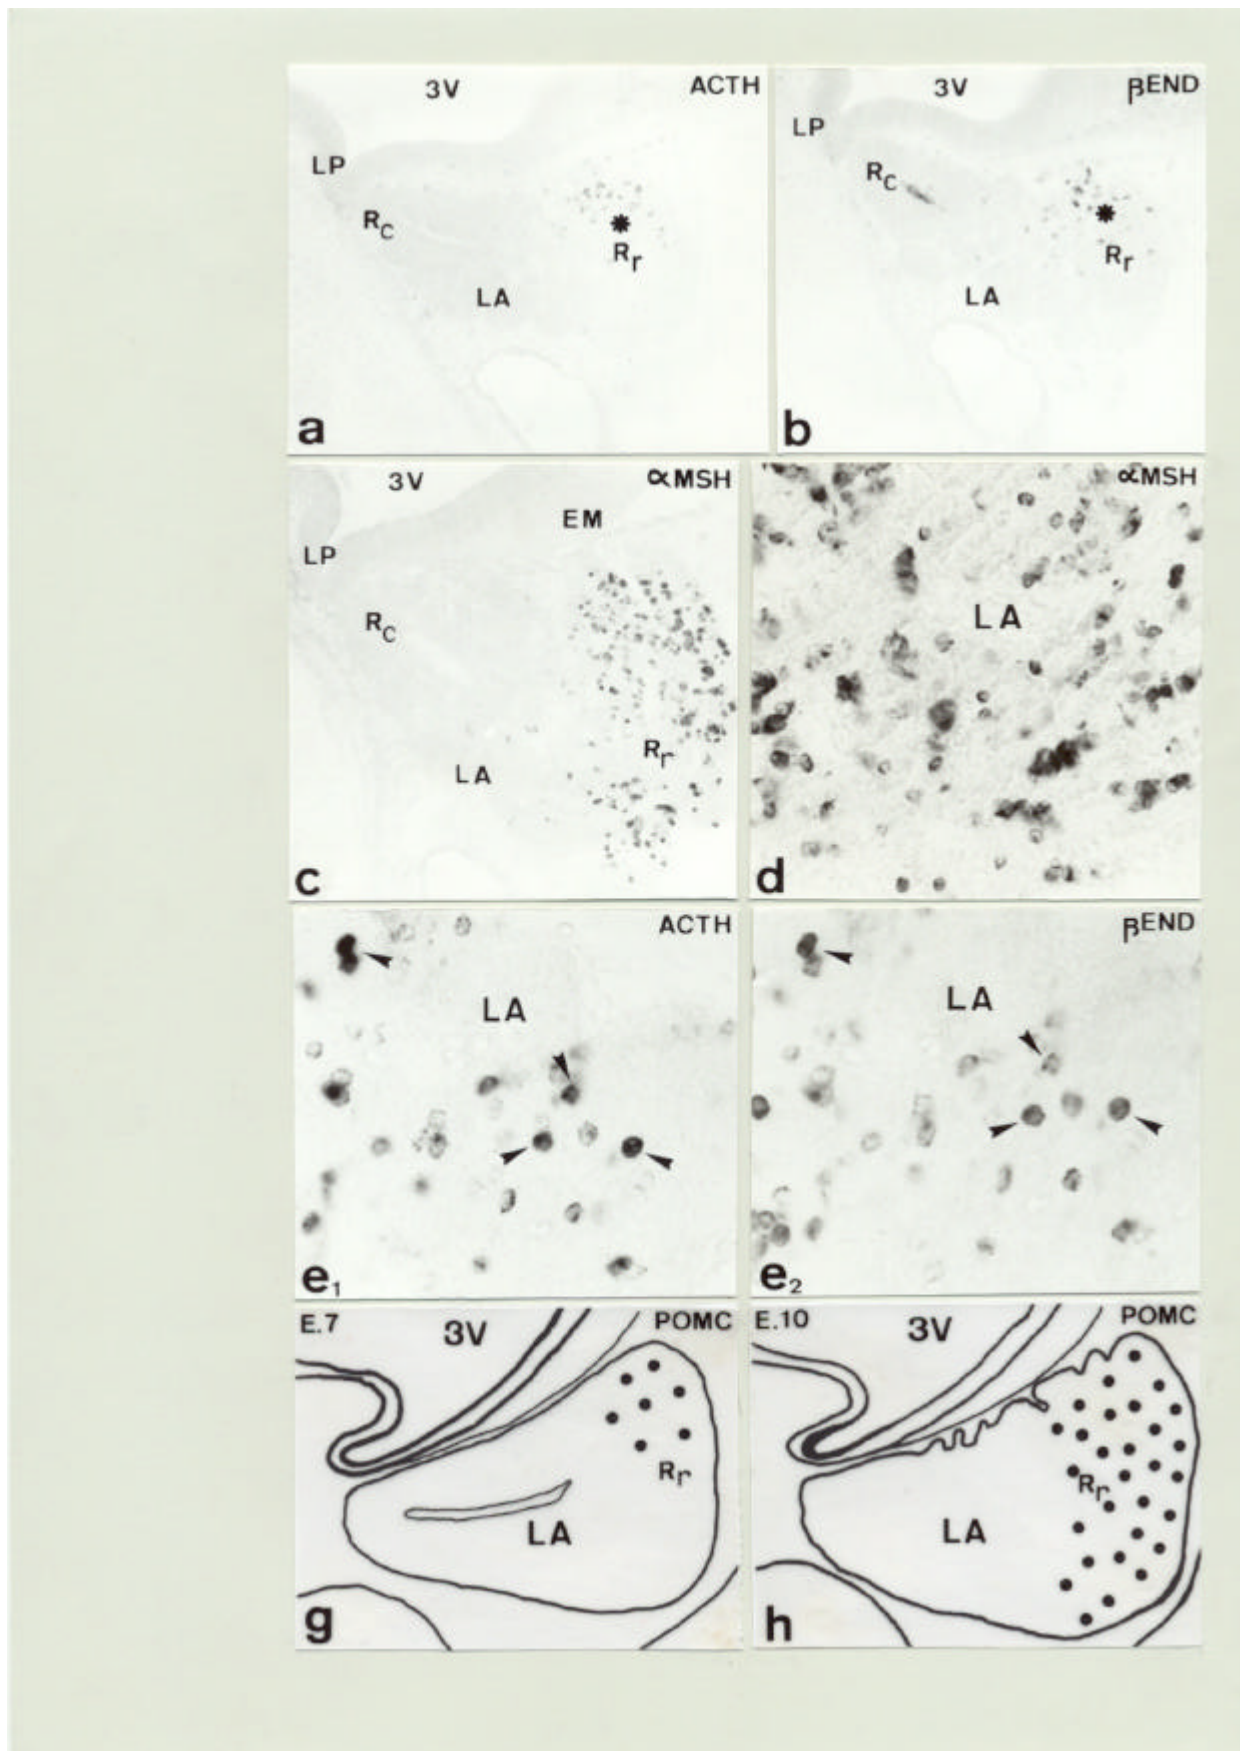 3V ACTH
LP
Rc
Rr
LA
a
3V βEND
LP
Rc
Rr
LA
b
3V αMSH
EM
LP
Rc
Rr
LA
c
αMSH
LA
d
ACTH
LA
e1
βEND
LA
e2
E.7 3V POMC
Rr
LA
g
E.10 3V POMC
Rr
LA
h